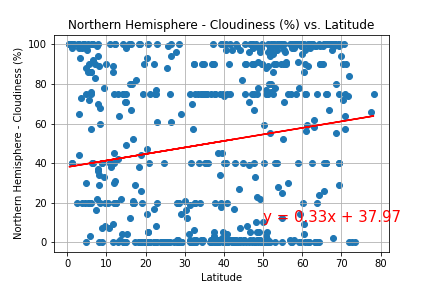 Northern Hemisphere - Cloudiness (%) vs. Latitude
Northern Hemisphere - Cloudiness (%)
100
80
60
40
20
0
y = 0.33x + 37.97
0 10 20 30 40 50 60 70 80
Latitude